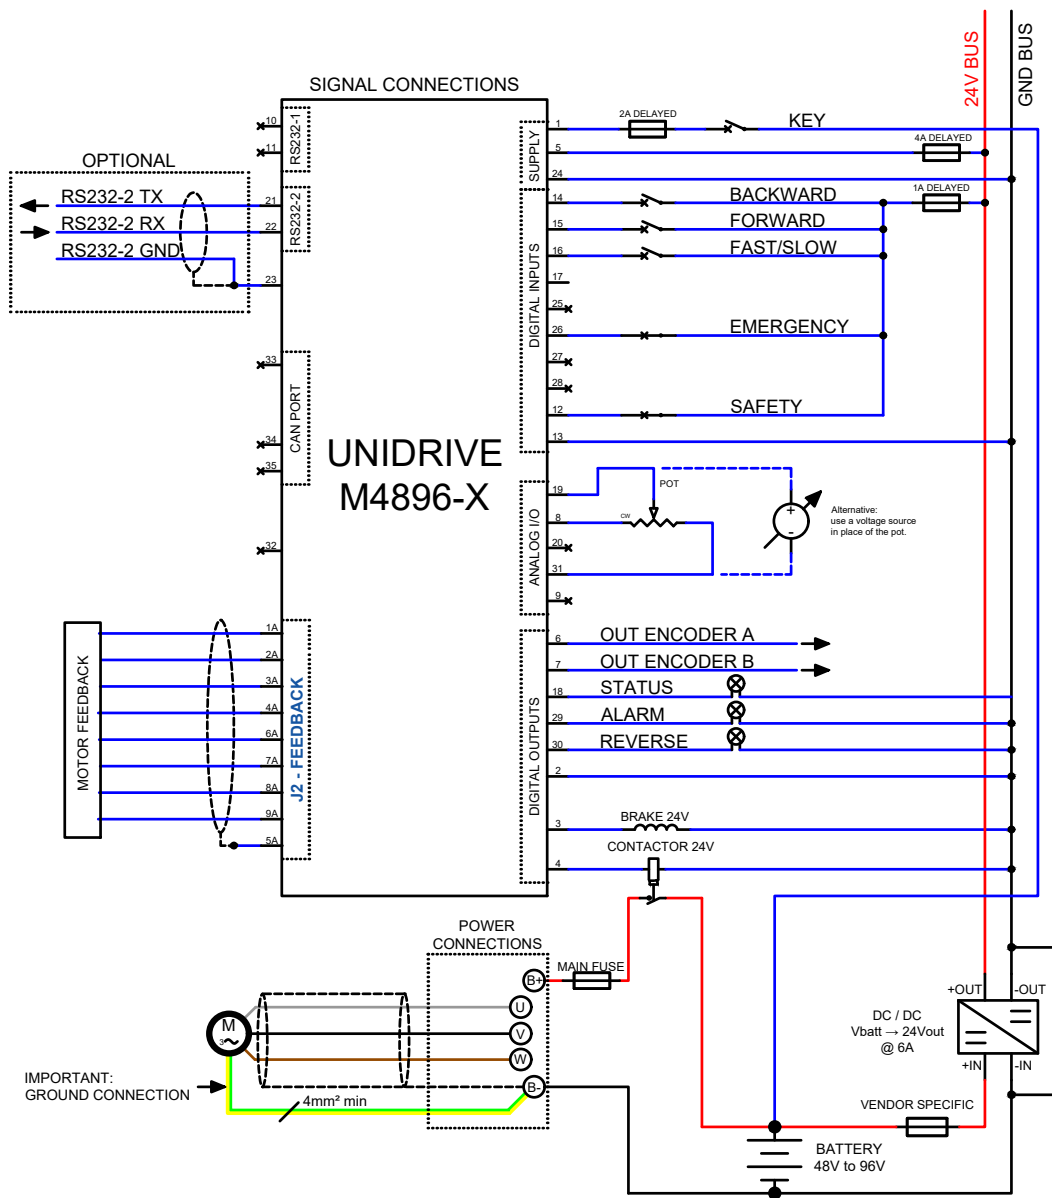 24V BUS
GND BUS
SIGNAL CONNECTIONS
10
11
RS232-1
OPTIONAL
RS232-2 TX
RS232-2 RX
RS232-2 GND
21
22
23
RS232-2
33
34
35
CAN PORT
32
UNIDRIVE
M4896-X
SUPPLY
1
5
24
2A DELAYED
KEY
4A DELAYED
DIGITAL INPUTS
14
BACKWARD
1A DELAYED
15
FORWARD
16
FAST/SLOW
17
25
26
EMERGENCY
27
28
12
SAFETY
13
ANALOG I/O
19
8
20
31
9
POT
CW
+
-
Alternative:
use a voltage source
in place of the pot.
MOTOR FEEDBACK
1A
2A
3A
4A
6A
7A
8A
9A
5A
J2 - FEEDBACK
DIGITAL OUTPUTS
6
OUT ENCODER A
7
OUT ENCODER B
18
STATUS
29
ALARM
30
REVERSE
2
3
BRAKE 24V
4
CONTACTOR 24V
POWER
CONNECTIONS
B+
MAIN FUSE
U
V
W
B-
M
3
IMPORTANT:
GROUND CONNECTION
4mm² min
+OUT
-OUT
DC / DC
Vbatt → 24Vout
@ 6A
+IN
-IN
VENDOR SPECIFIC
BATTERY
48V to 96V